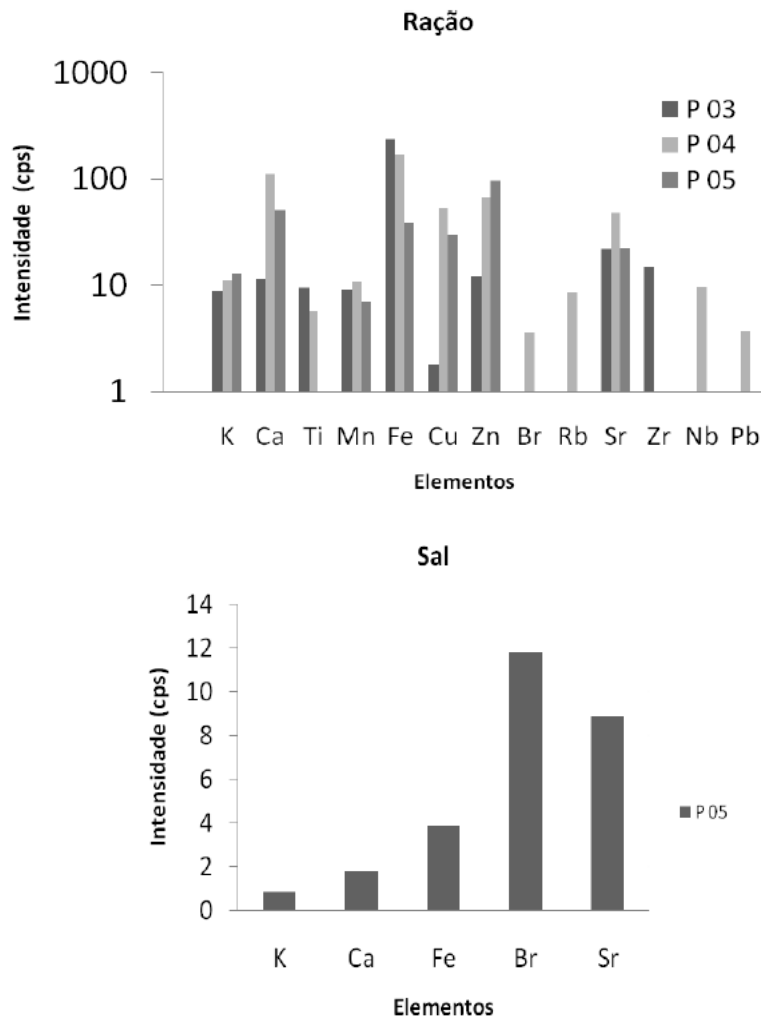 Ração
1000
100
10
1
Intensidade (cps)
P 03
P 04
P 05
K Ca Ti Mn Fe Cu Zn Br Rb Sr Zr Nb Pb
Elementos
Sal
14
12
10
8
6
4
2
0
Intensidade (cps)
P 05
K Ca Fe Br Sr
Elementos